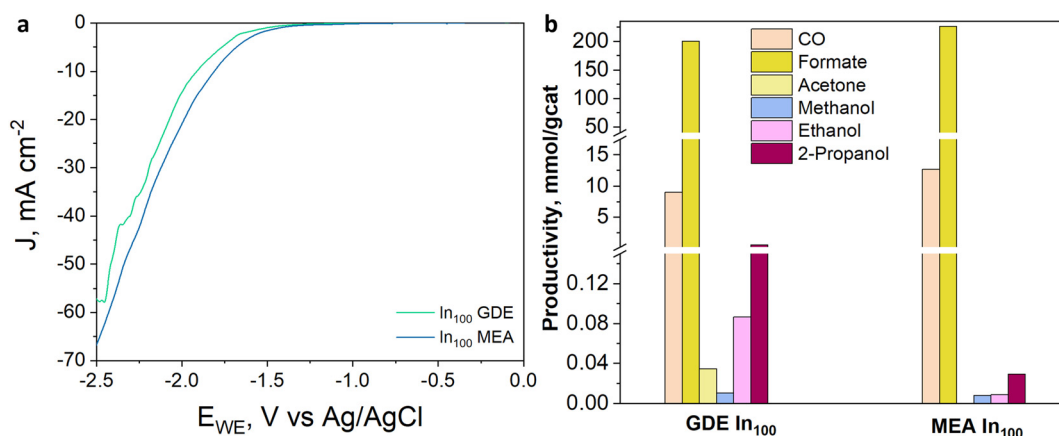 a
0
-10
-20
-30
-40
-50
-60
-70
J, mA cm⁻²
In₁₀₀ GDE
In₁₀₀ MEA
-2.5 -2.0 -1.5 -1.0 -0.5 0.0
E_WE, V vs Ag/AgCl
b
200
150
100
50
15
10
5
0.12
0.08
0.04
0.00
Productivity, mmol/gcat
CO
Formate
Acetone
Methanol
Ethanol
2-Propanol
GDE In₁₀₀ MEA In₁₀₀